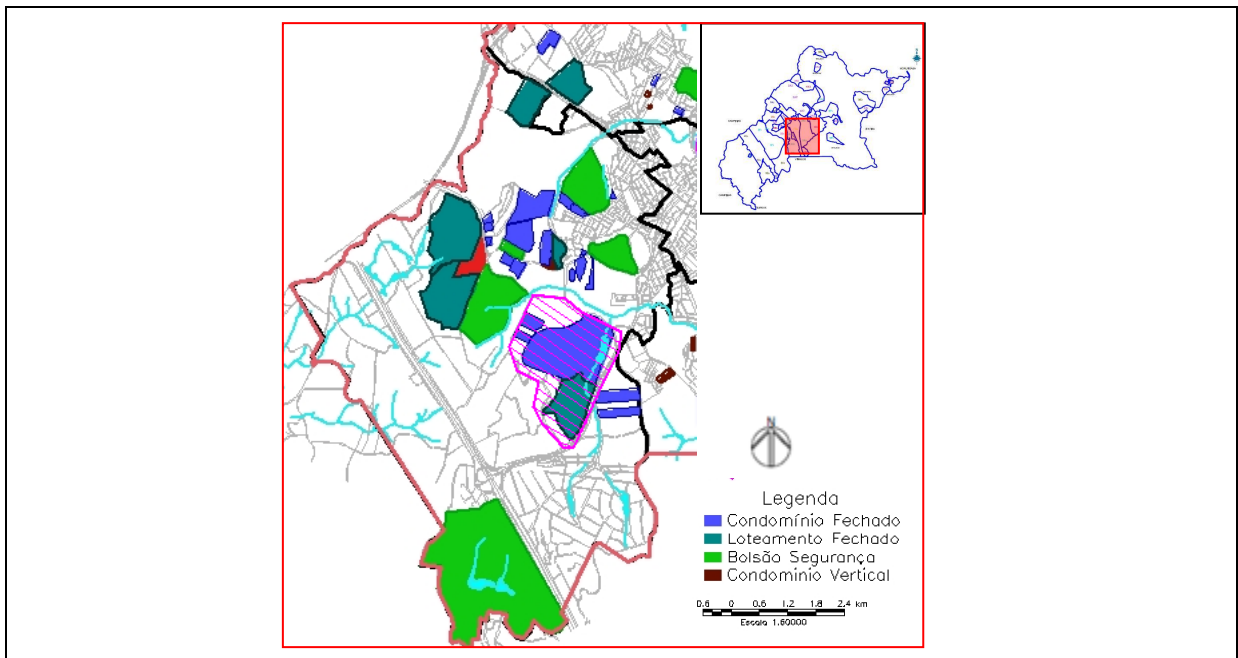 N
Legenda
Condomínio Fechado
Loteamento Fechado
Bolsão Segurança
Condominio Vertical
0.6 0 0.6 1.2 1.8 2.4 km
Escala 1:60000